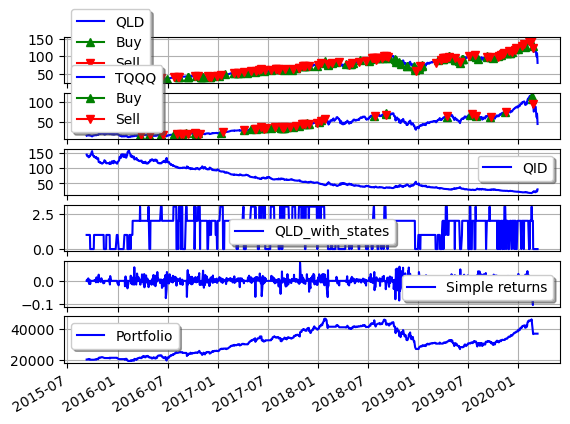 QLD
Buy
Sell
150
100
50
TQQQ
Buy
Sell
100
50
150
100
50
QID
2.5
0.0
QLD_with_states
0.0
−0.1
Simple returns
40000
20000
Portfolio
2015-07
2016-01
2016-07
2017-01
2017-07
2018-01
2018-07
2019-01
2019-07
2020-01